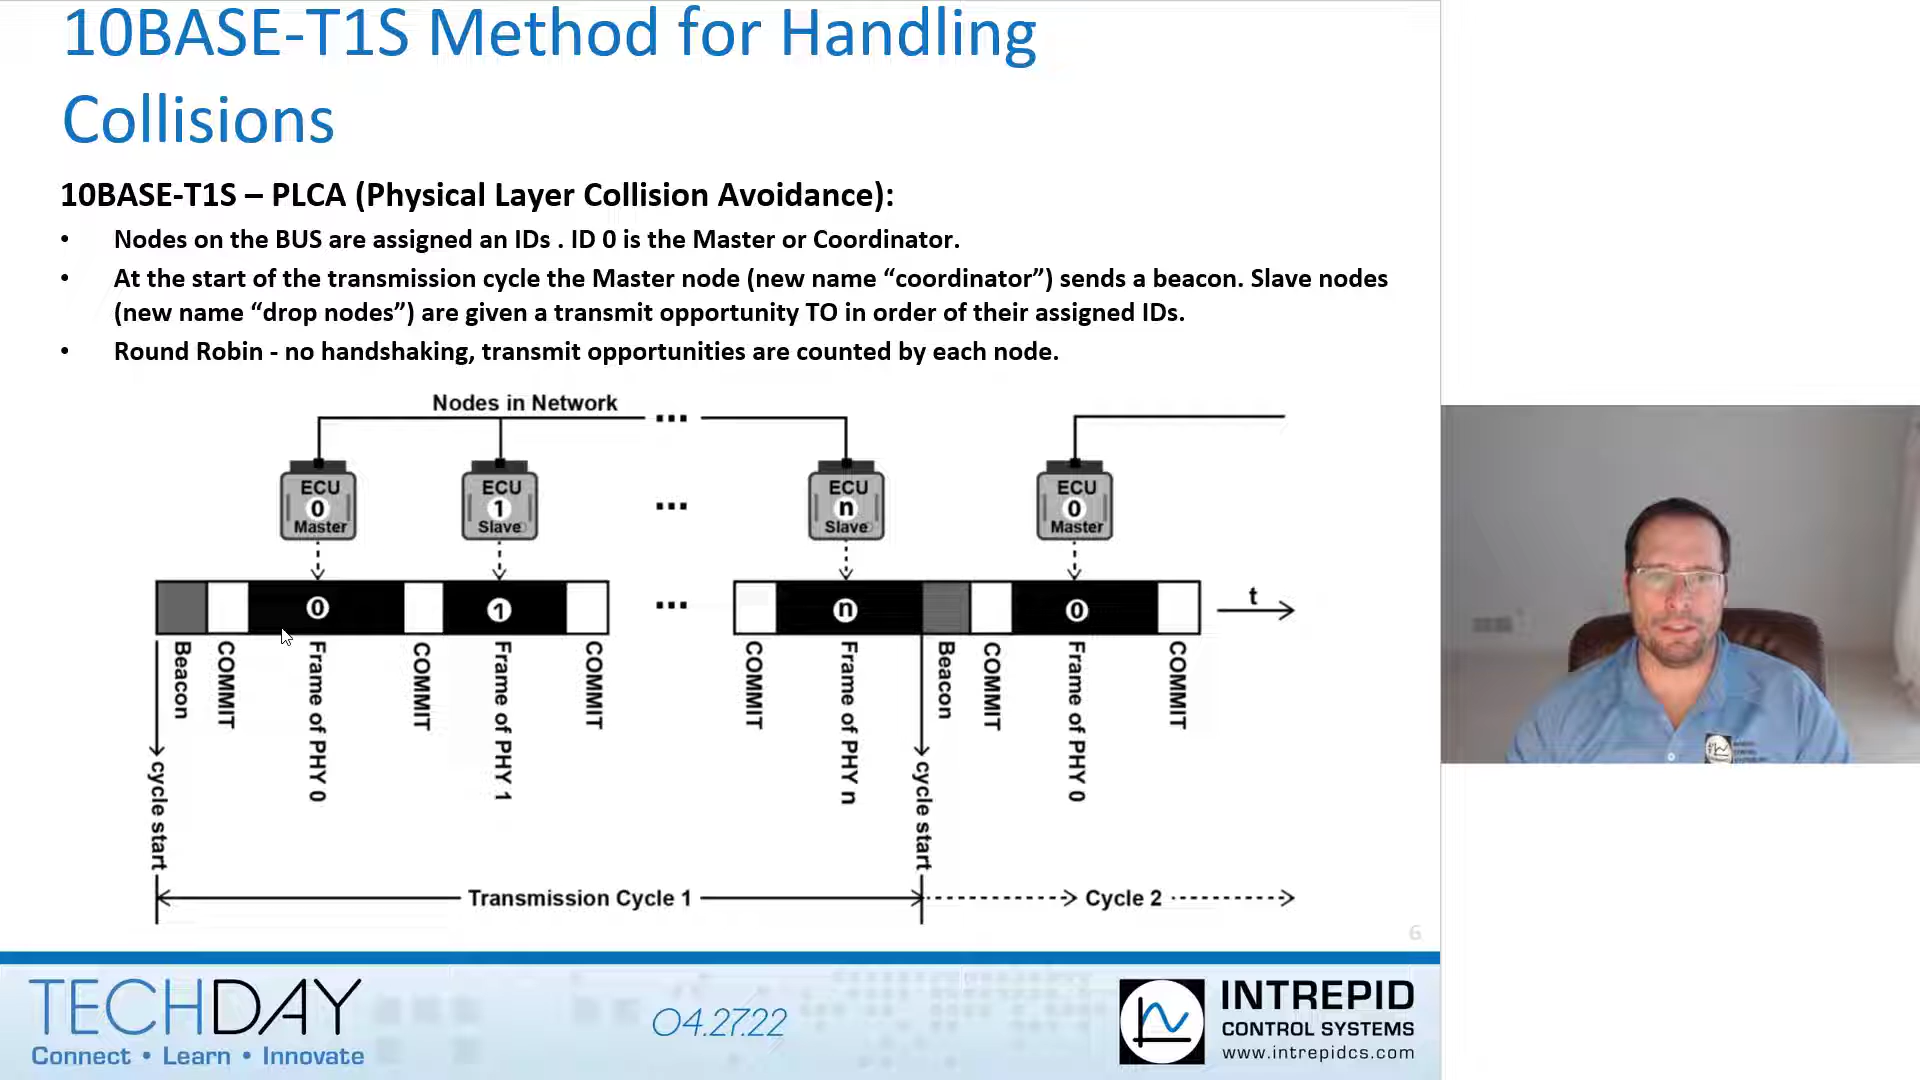 10BASE-T1S Method for Handling
Collisions
10BASE-T1S – PLCA (Physical Layer Collision Avoidance):
• Nodes on the BUS are assigned an IDs . ID 0 is the Master or Coordinator.
• At the start of the transmission cycle the Master node (new name “coordinator”) sends a beacon. Slave nodes
(new name “drop nodes”) are given a transmit opportunity TO in order of their assigned IDs.
• Round Robin - no handshaking, transmit opportunities are counted by each node.
Nodes in Network ...
ECU 0 Master
ECU 1 Slave
...
ECU n Slave
ECU 0 Master
0
1
...
n
0
t
Beacon
COMMIT
Frame of PHY 0
COMMIT
Frame of PHY 1
COMMIT
COMMIT
Frame of PHY n
Beacon
COMMIT
Frame of PHY 0
COMMIT
cycle start
cycle start
Transmission Cycle 1
Cycle 2
6
TECHDAY
Connect • Learn • Innovate
04.27.22
INTREPID
CONTROL SYSTEMS
www.intrepidcs.com